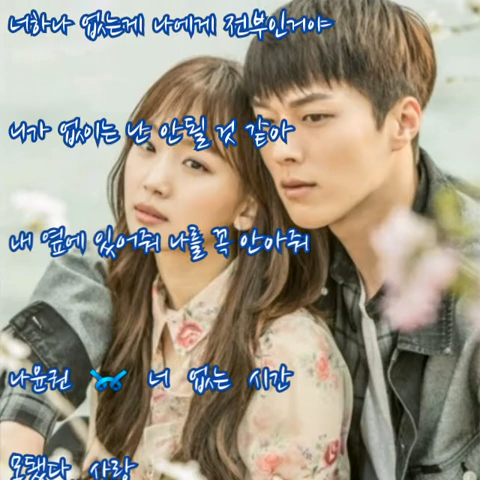 너하나 없는게 나에게 전부인거야
니가 없이는 난 안될 것 같아
내 옆에 있어줘 나를 꼭 안아줘
나윤권 너 없는 시간
못됐다 사랑